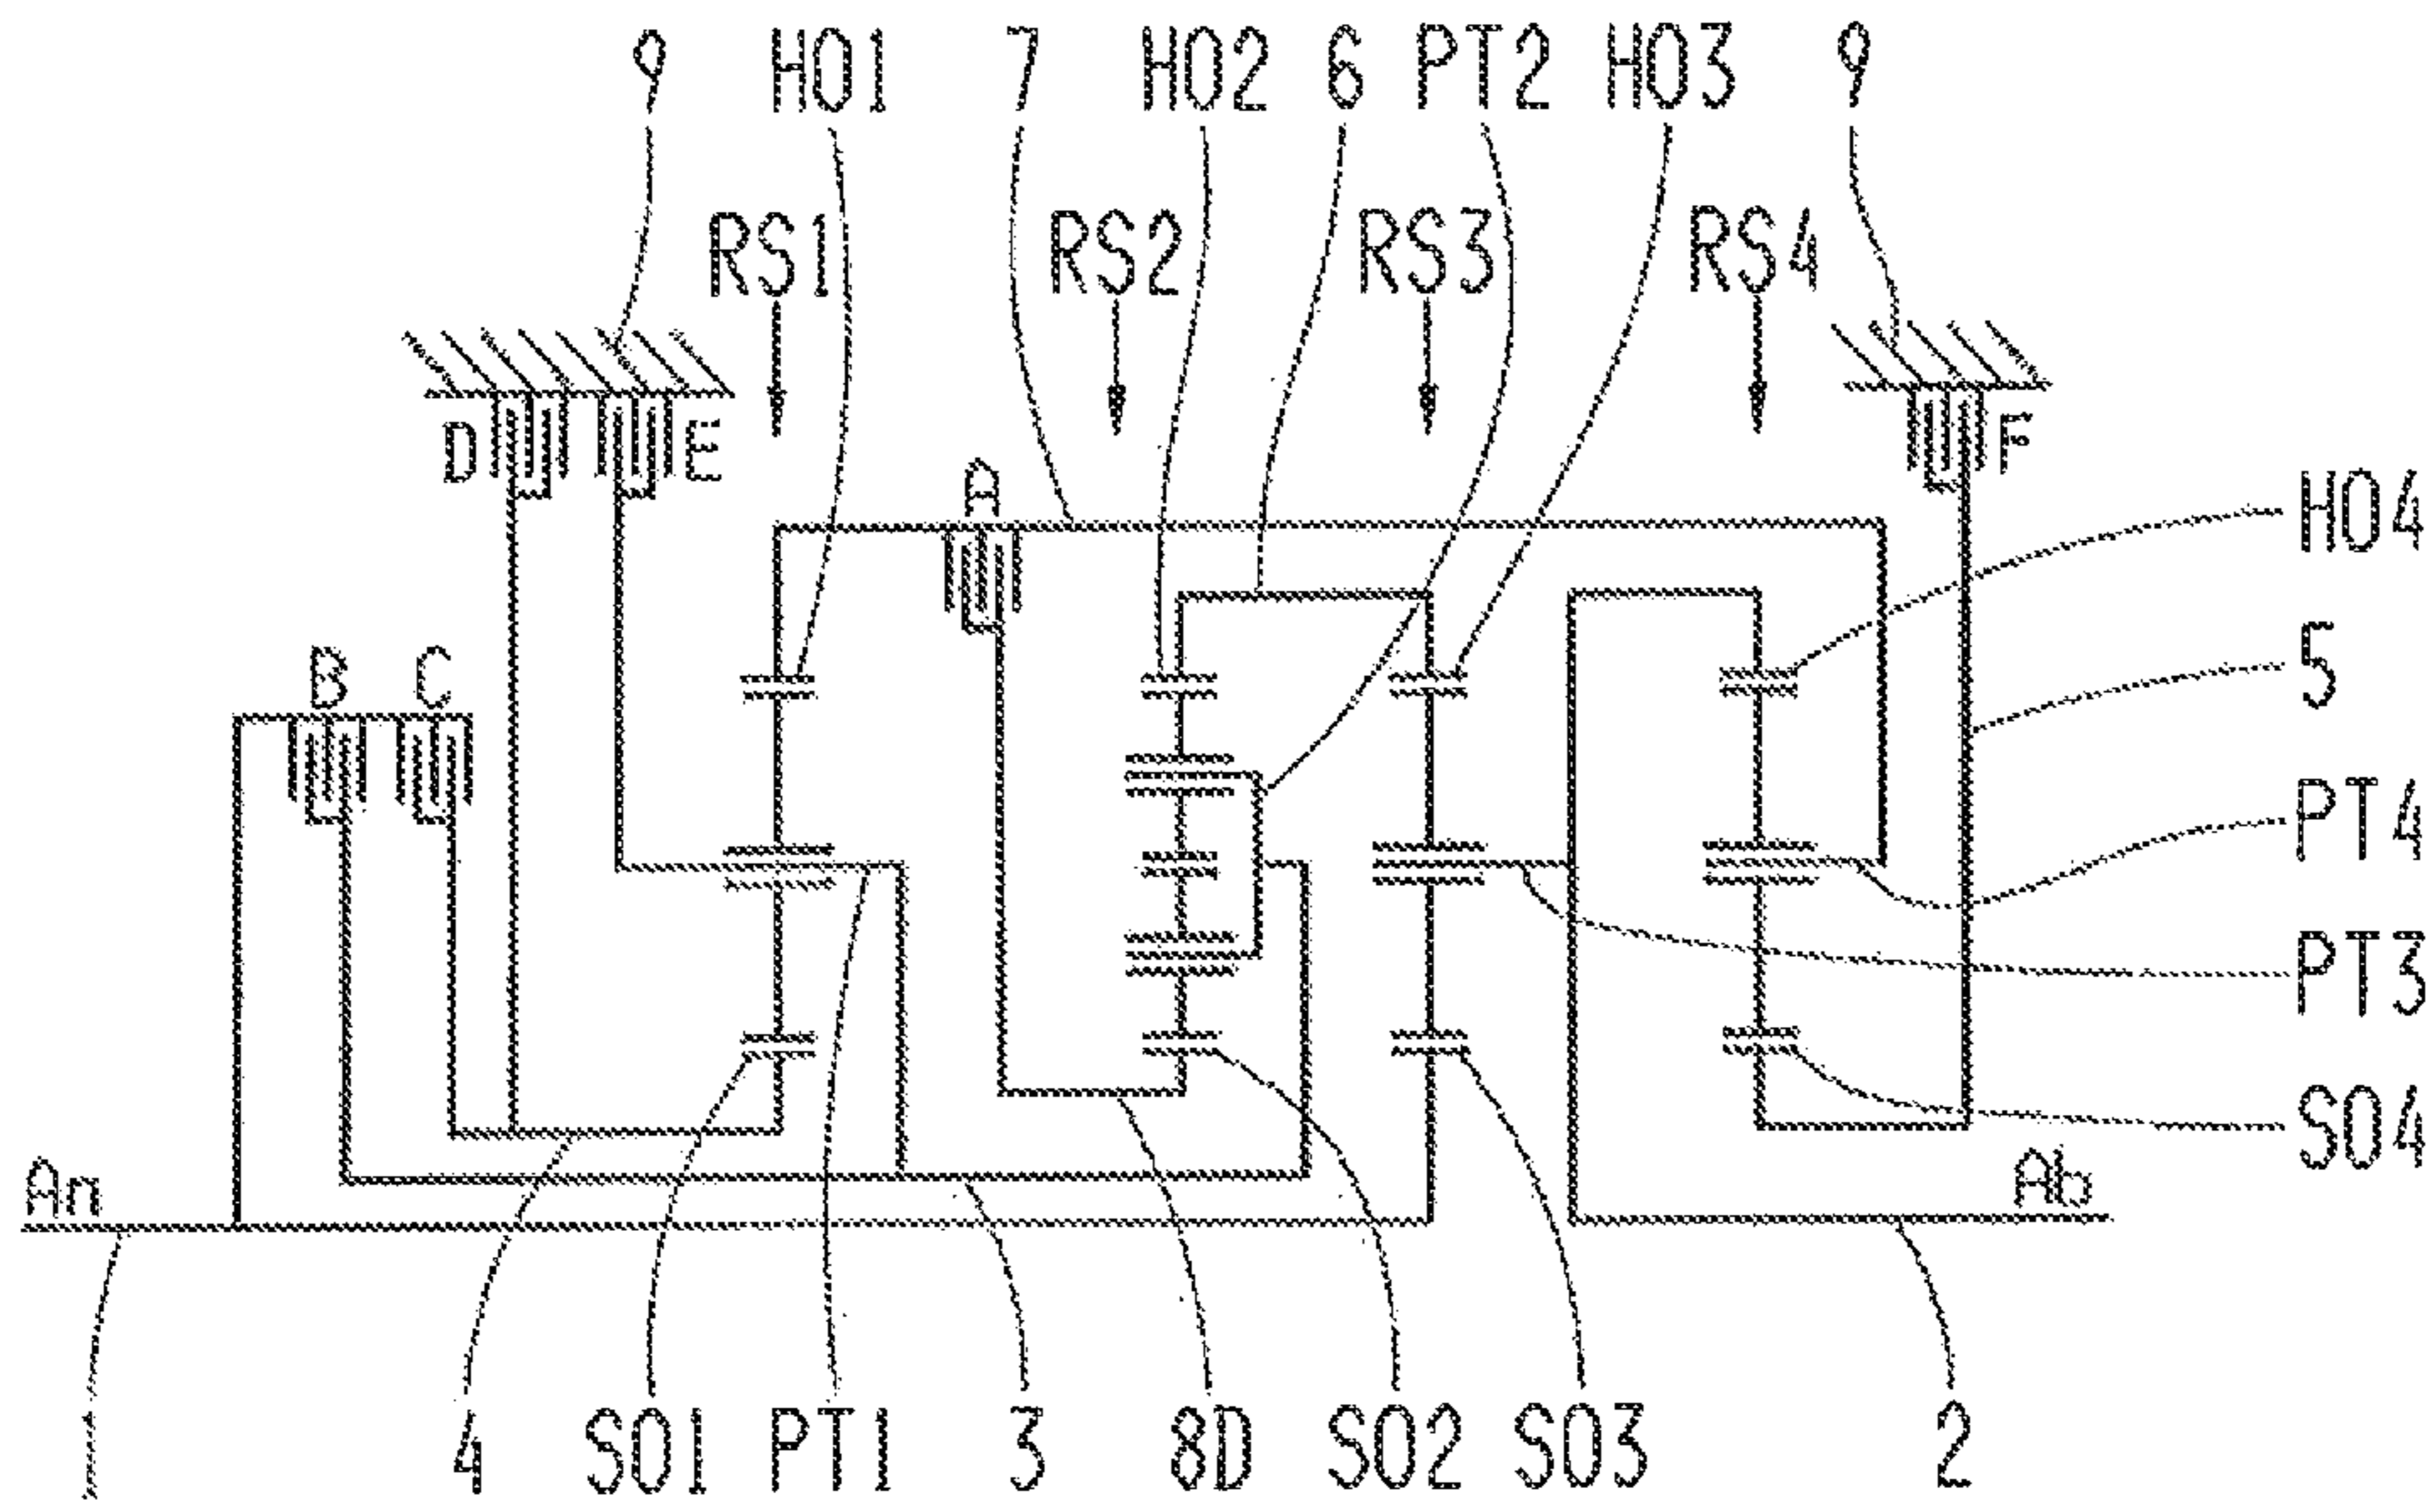 9 HO1 7 HO2 6 PT2 HO3 9
RS1 RS2 RS3 RS4
D E A F
HO4
B C
5
PT4
PT3
SO4
An Ab
1 4 SO1 PT1 3 8D SO2 SO3 2